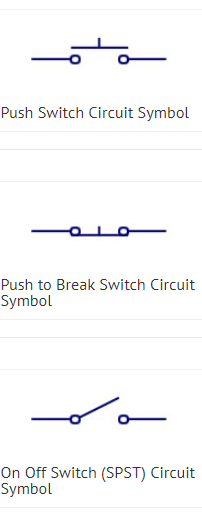 Push Switch Circuit Symbol
Push to Break Switch Circuit
Symbol
On Off Switch (SPST) Circuit
Symbol